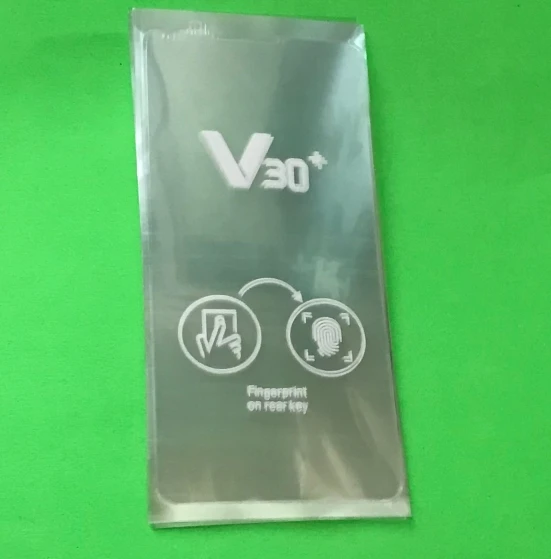 V30+
Fingerprint
on rear key